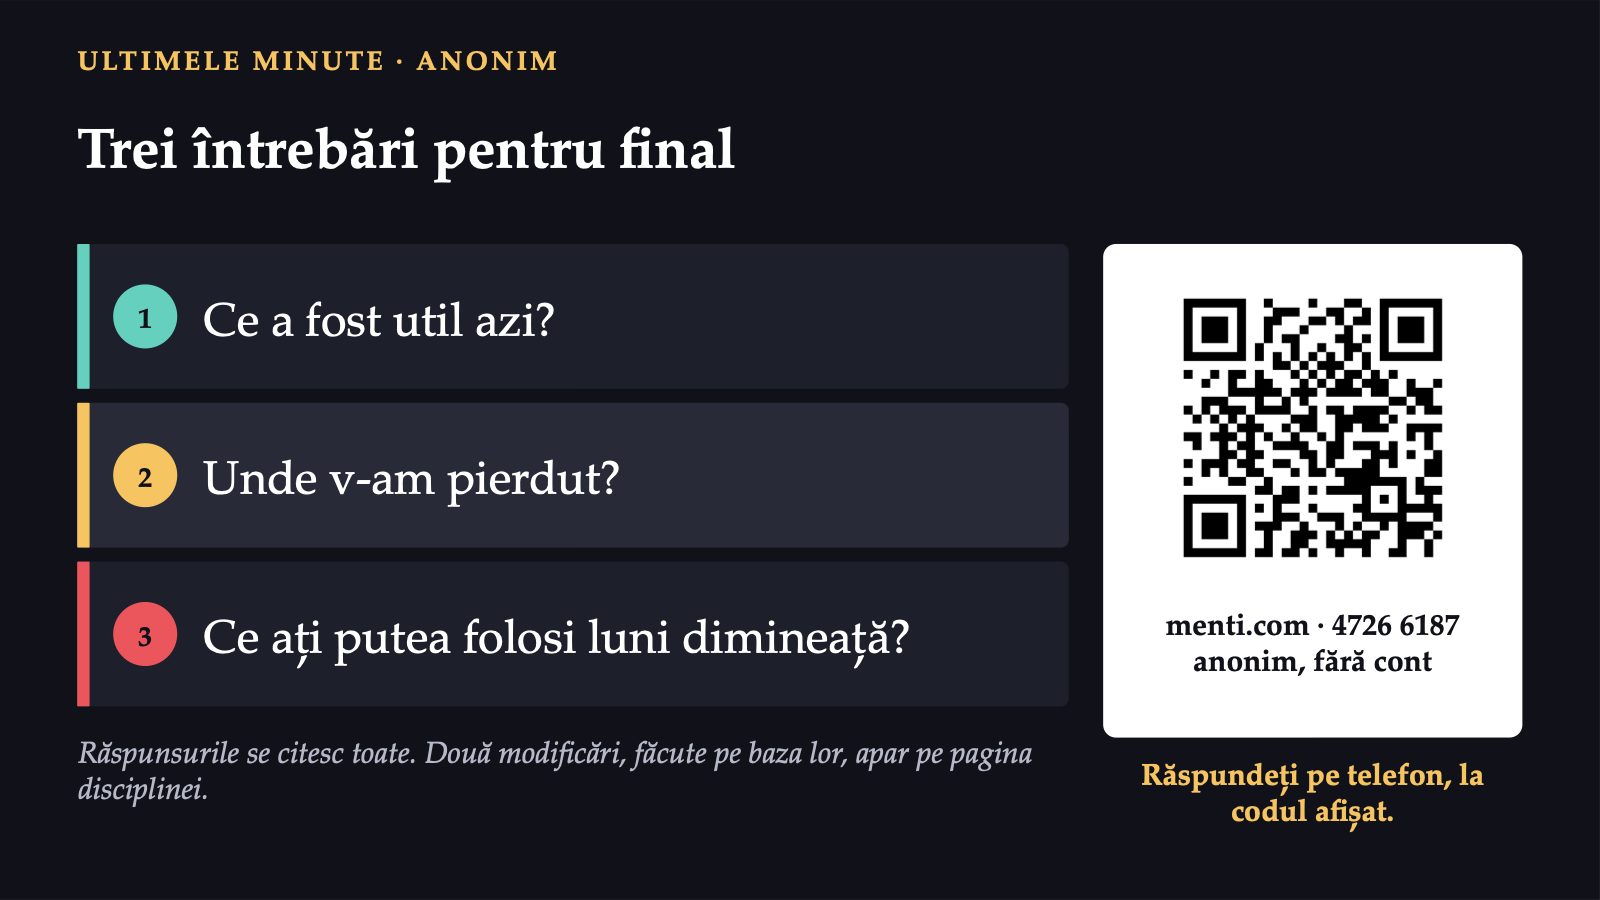 ULTIMELE MINUTE · ANONIM
Trei întrebări pentru final
1 Ce a fost util azi?
2 Unde v-am pierdut?
3 Ce ați putea folosi luni dimineață?
Răspunsurile se citesc toate. Două modificări, făcute pe baza lor, apar pe pagina
disciplinei.
menti.com · 4726 6187
anonim, fără cont
Răspundeți pe telefon, la
codul afișat.